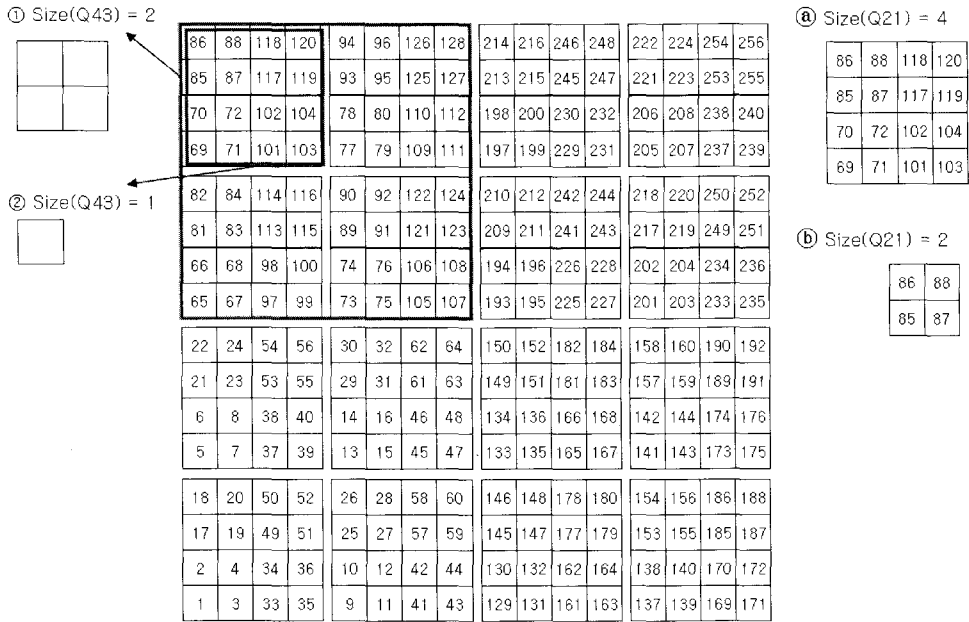 ① Size(Q43) = 2
② Size(Q43) = 1
86 88 118 120 94 96 126 128 214 216 246 248 222 224 254 256
85 87 117 119 93 95 125 127 213 215 245 247 221 223 253 255
70 72 102 104 78 80 110 112 198 200 230 232 206 208 238 240
69 71 101 103 77 79 109 111 197 199 229 231 205 207 237 239
82 84 114 116 90 92 122 124 210 212 242 244 218 220 250 252
81 83 113 115 89 91 121 123 209 211 241 243 217 219 249 251
66 68 98 100 74 76 106 108 194 196 226 228 202 204 234 236
65 67 97 99 73 75 105 107 193 195 225 227 201 203 233 235
22 24 54 56 30 32 62 64 150 152 182 184 158 160 190 192
21 23 53 55 29 31 61 63 149 151 181 183 157 159 189 191
6 8 38 40 14 16 46 48 134 136 166 168 142 144 174 176
5 7 37 39 13 15 45 47 133 135 165 167 141 143 173 175
18 20 50 52 26 28 58 60 146 148 178 180 154 156 186 188
17 19 49 51 25 27 57 59 145 147 177 179 153 155 185 187
2 4 34 36 10 12 42 44 130 132 162 164 138 140 170 172
1 3 33 35 9 11 41 43 129 131 161 163 137 139 169 171
ⓐ Size(Q21) = 4
86 88 118 120
85 87 117 119
70 72 102 104
69 71 101 103
ⓑ Size(Q21) = 2
86 88
85 87